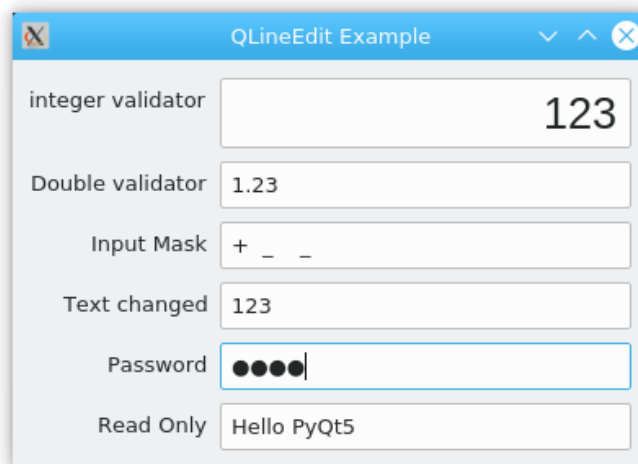 QLineEdit Example
integer validator 123
Double validator 1.23
Input Mask + _ _
Text changed 123
Password ●●●●
Read Only Hello PyQt5